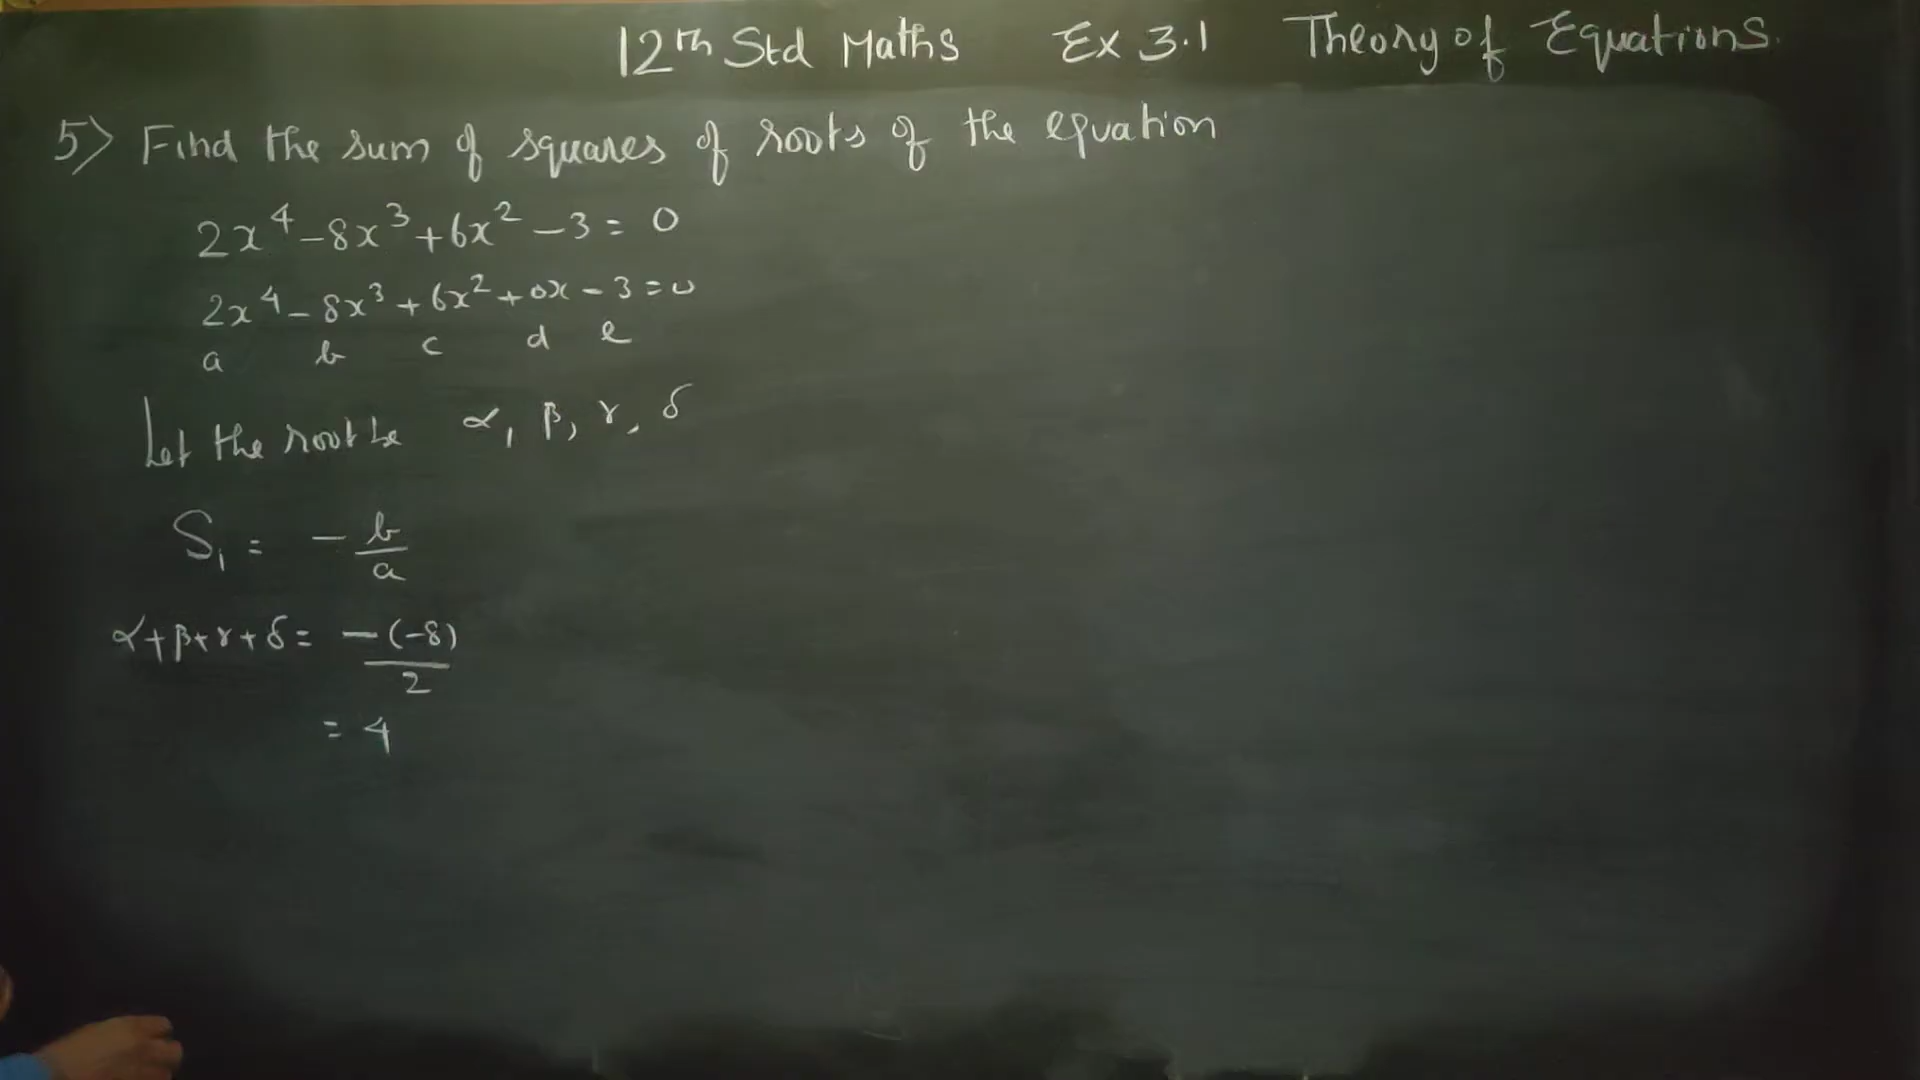 12th Std Maths Ex 3.1 Theory of Equations.
5) Find the sum of squares of roots of the equation
2x⁴ - 8x³ + 6x² - 3 = 0
2x⁴ - 8x³ + 6x² + 0x - 3 = 0
a b c d e
Let the root be α, β, γ, δ
S₁ = - b/a
α+β+γ+δ = -(-8)/2
= 4